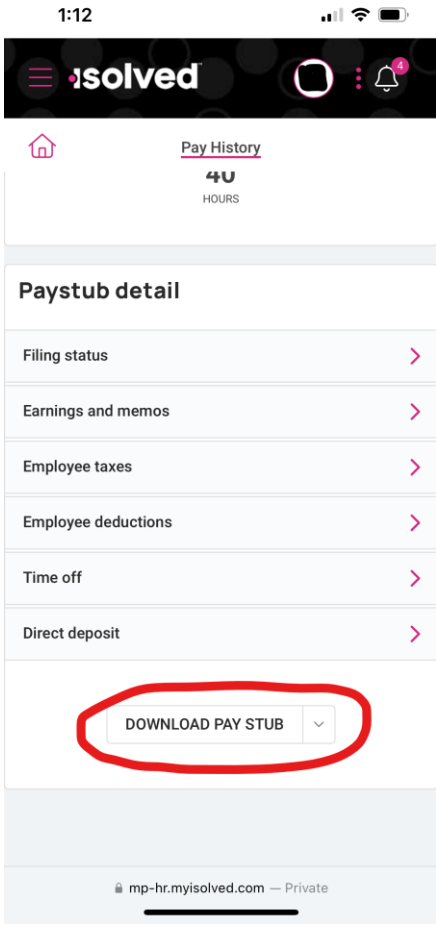 1:12
isolved
4
Pay History
40
HOURS
Paystub detail
Filing status
Earnings and memos
Employee taxes
Employee deductions
Time off
Direct deposit
DOWNLOAD PAY STUB
mp-hr.myisolved.com — Private